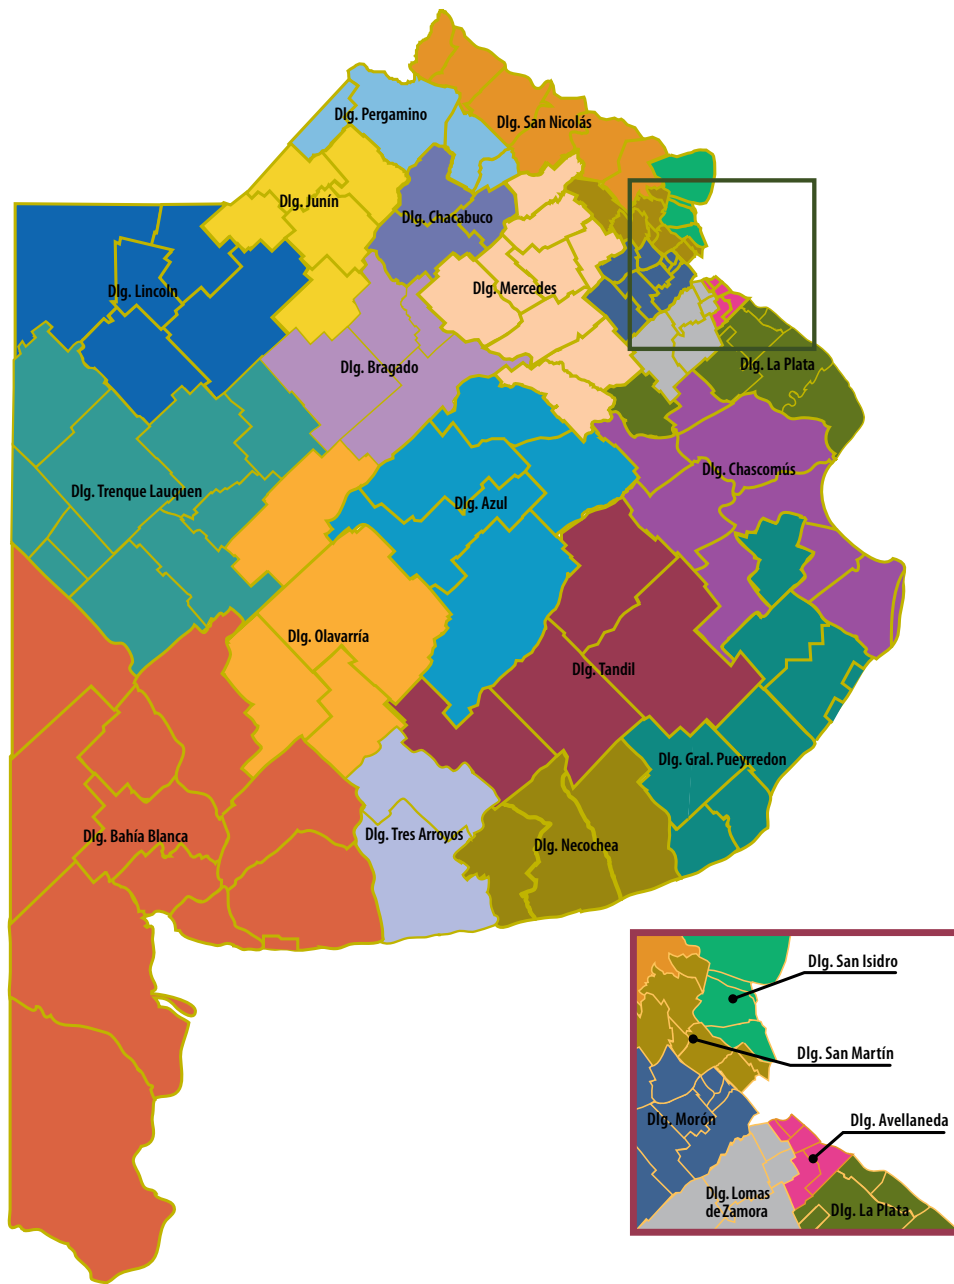 Dlg. Pergamino
Dlg. San Nicolás
Dlg. Junín
Dlg. Chacabuco
Dlg. Lincoln
Dlg. Mercedes
Dlg. Bragado
Dlg. La Plata
Dlg. Chascomús
Dlg. Trenque Lauquen
Dlg. Azul
Dlg. Olavarría
Dlg. Tandil
Dlg. Gral. Pueyrredon
Dlg. Bahía Blanca
Dlg. Tres Arroyos
Dlg. Necochea
Dlg. San Isidro
Dlg. San Martín
Dlg. Morón
Dlg. Avellaneda
Dlg. Lomas
de Zamora
Dlg. La Plata